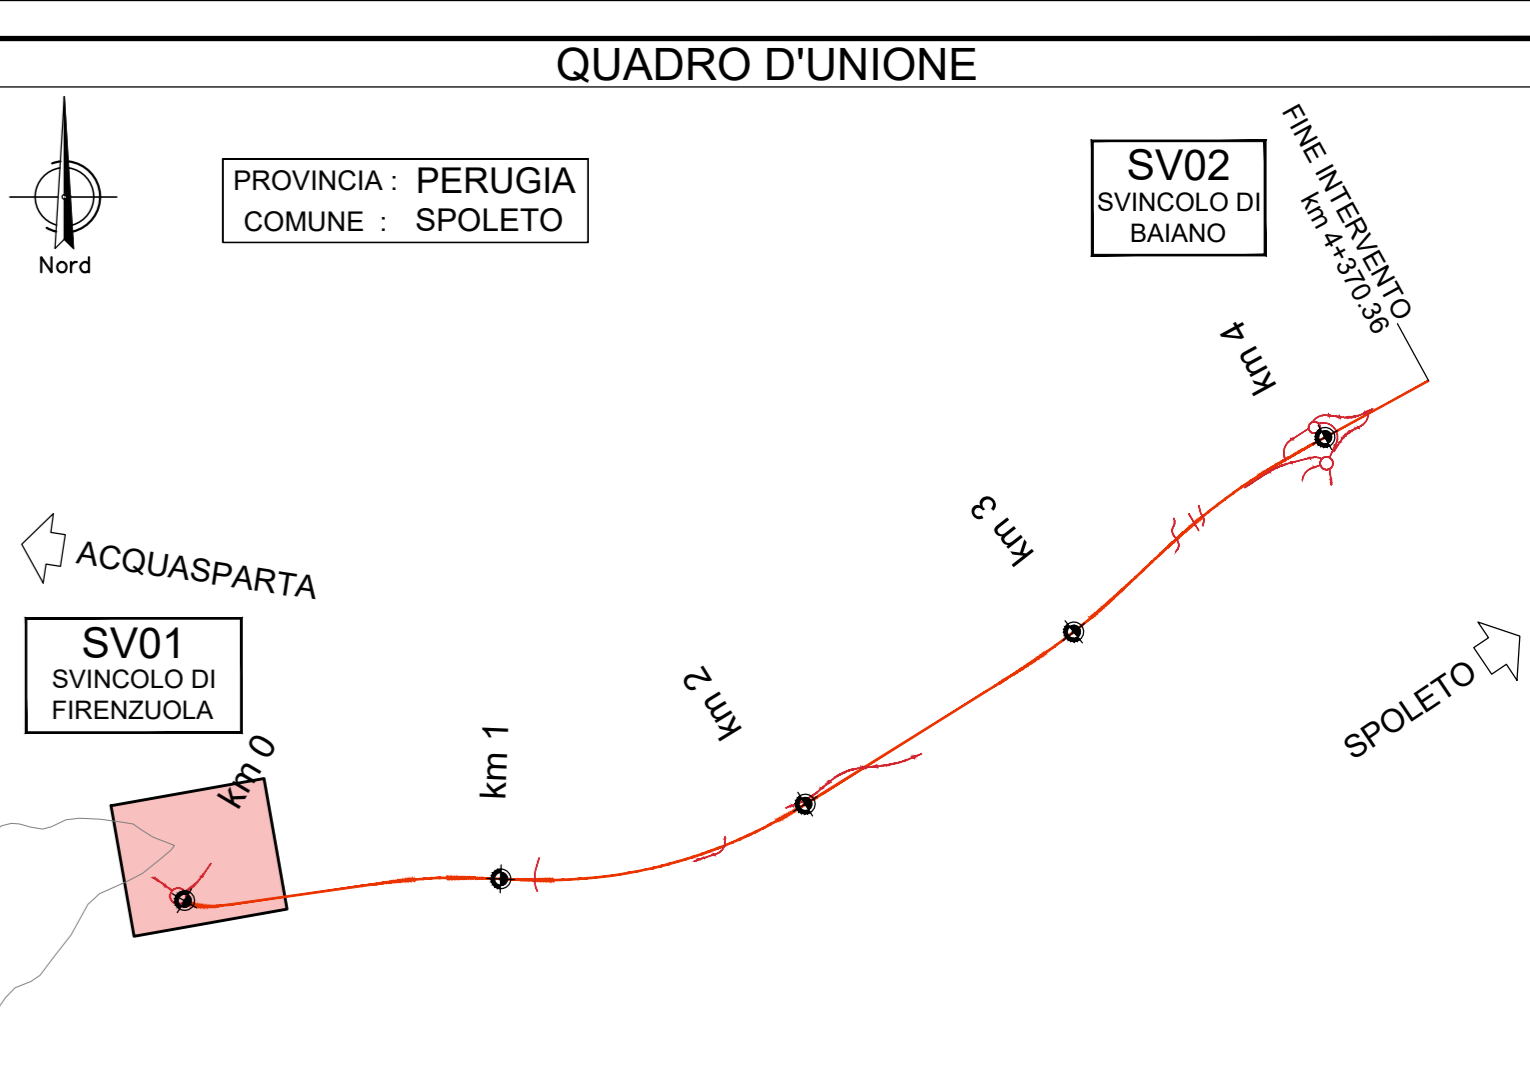 QUADRO D'UNIONE
Nord
PROVINCIA : PERUGIA
COMUNE : SPOLETO
SV02
SVINCOLO DI
BAIANO
FINE INTERVENTO
km 4+370.36
km 4
km 3
ACQUASPARTA
SV01
SVINCOLO DI
FIRENZUOLA
km 0
km 1
km 2
SPOLETO